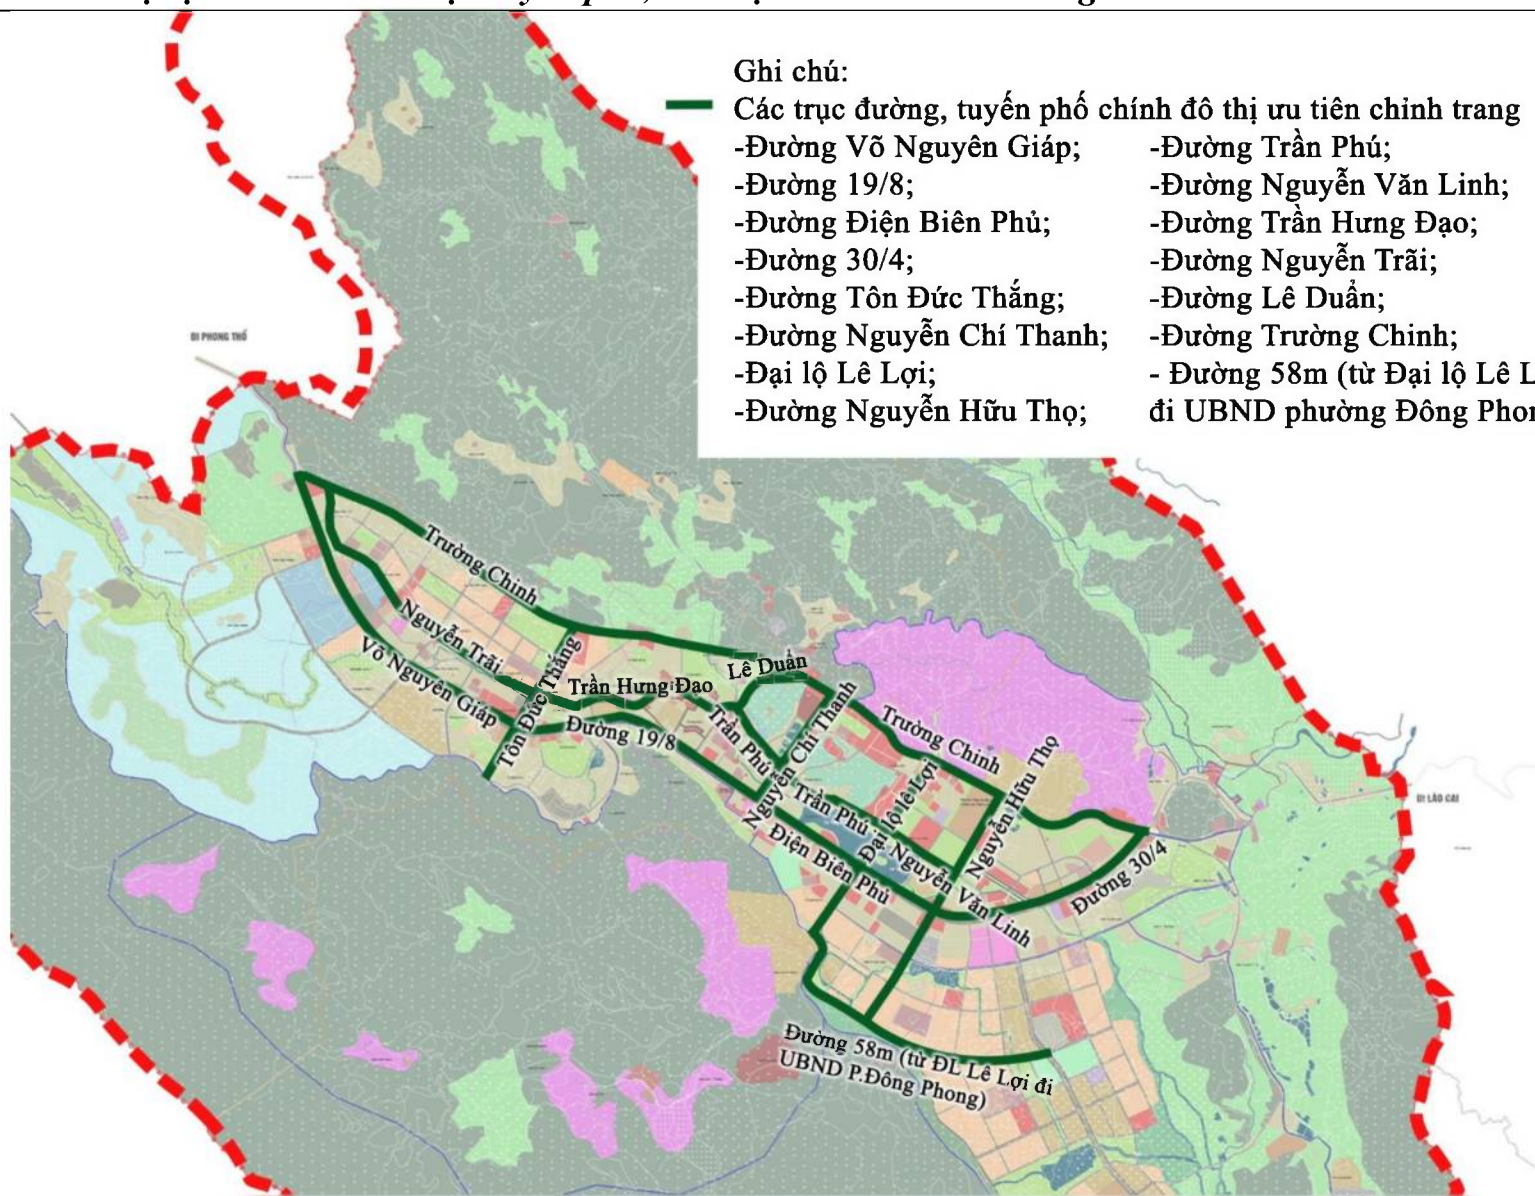 Ghi chú:
Các trục đường, tuyến phố chính đô thị ưu tiên chỉnh trang
-Đường Võ Nguyên Giáp;
-Đường 19/8;
-Đường Điện Biên Phủ;
-Đường 30/4;
-Đường Tôn Đức Thắng;
-Đường Nguyễn Chí Thanh;
-Đại lộ Lê Lợi;
-Đường Nguyễn Hữu Thọ;
-Đường Trần Phú;
-Đường Nguyễn Văn Linh;
-Đường Trần Hưng Đạo;
-Đường Nguyễn Trãi;
-Đường Lê Duẩn;
-Đường Trường Chinh;
- Đường 58m (từ Đại lộ Lê L
đi UBND phường Đông Phon
ĐI PHONG THỔ
Trường Chinh
Nguyễn Trãi
Võ Nguyên Giáp
Tôn Đức Thắng
Trần Hưng Đao
Đường 19/8
Lê Duẩn
Trần Phú
Nguyễn Chí Thanh
Trường Chinh
Nguyễn Hữu Thọ
Đại lộ lê Lợi
Trần Phú
Nguyễn Văn Linh
Điện Biên Phủ
Đường 30/4
ĐI LÀO CAI
Đường 58m (từ ĐL Lê Lợi đi
UBND P.Đông Phong)